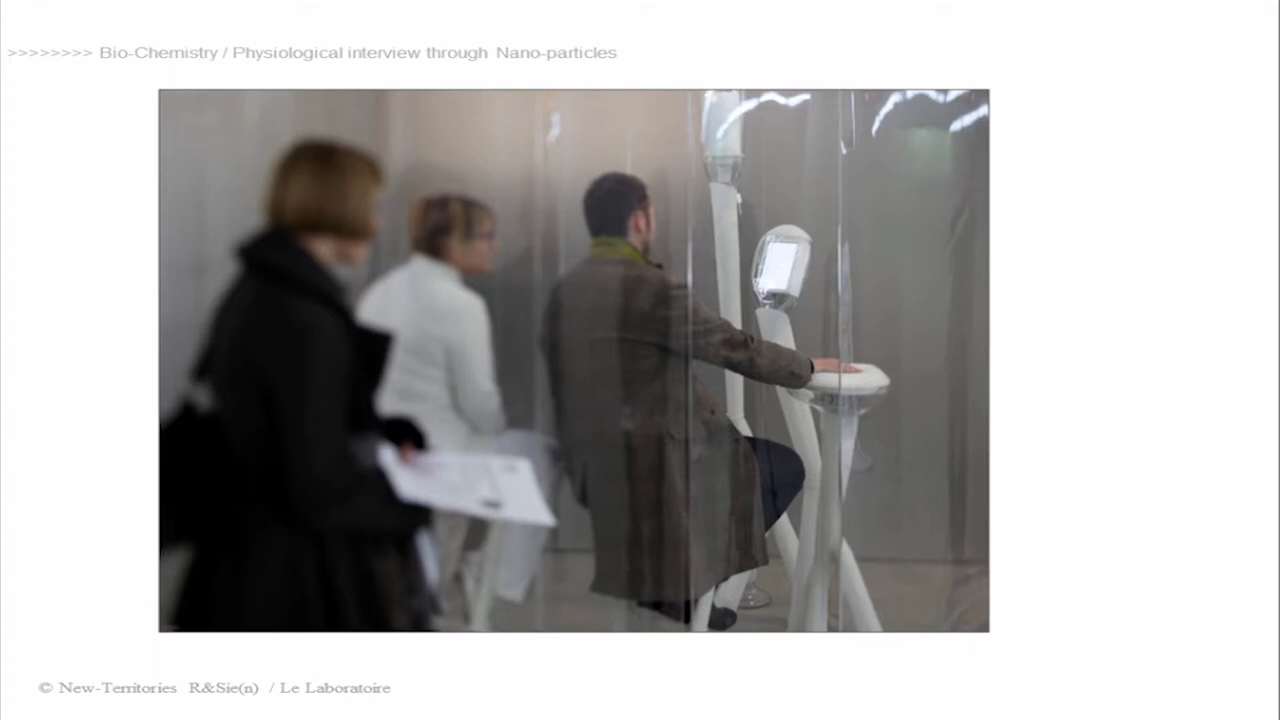 >>>>>>>> Bio-Chemistry / Physiological interview through Nano-particles
© New-Territories R&Sie(n) / Le Laboratoire